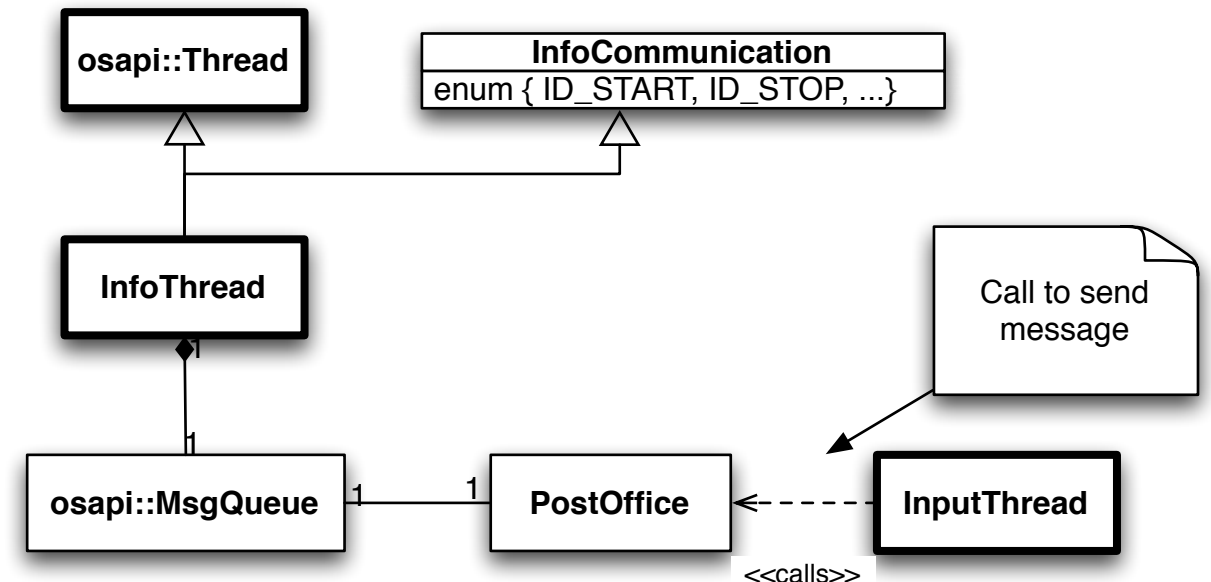 osapi::Thread
InfoCommunication
enum { ID_START, ID_STOP, ...}
InfoThread
Call to send
message
1
1
osapi::MsgQueue
1
1
PostOffice
InputThread
<<calls>>